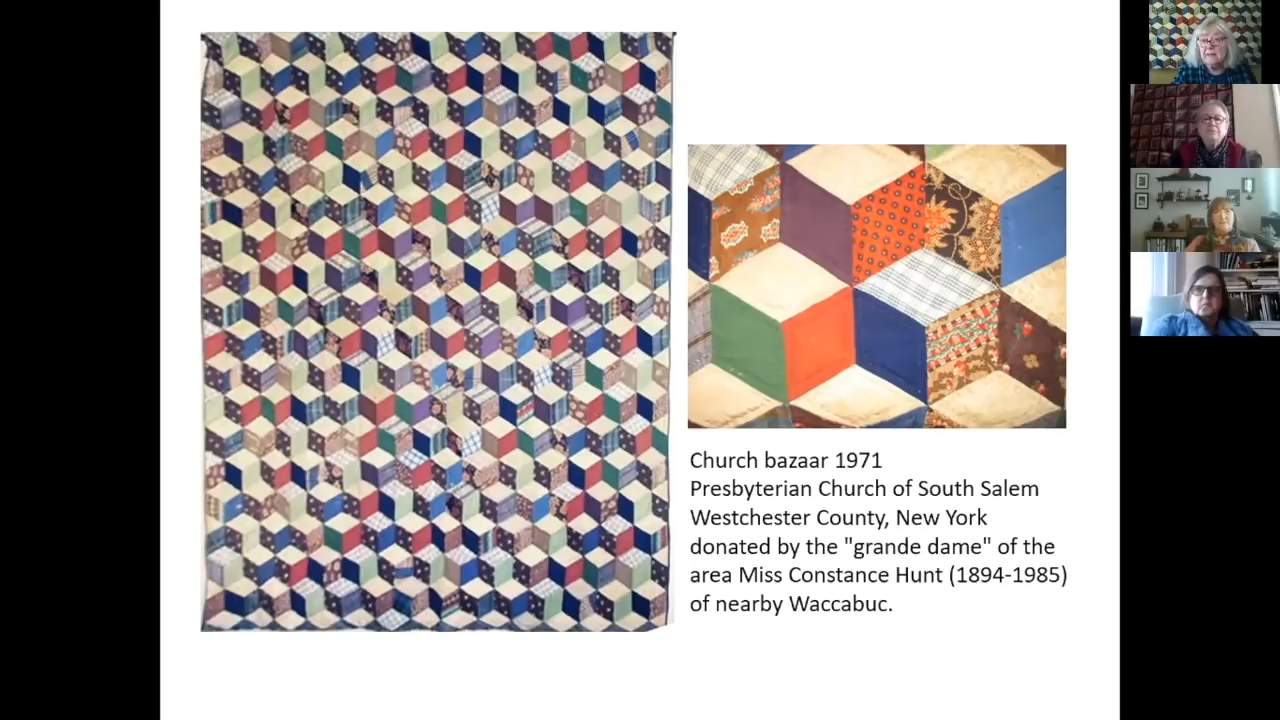 Church bazaar 1971
Presbyterian Church of South Salem
Westchester County, New York
donated by the "grande dame" of the
area Miss Constance Hunt (1894-1985)
of nearby Waccabuc.